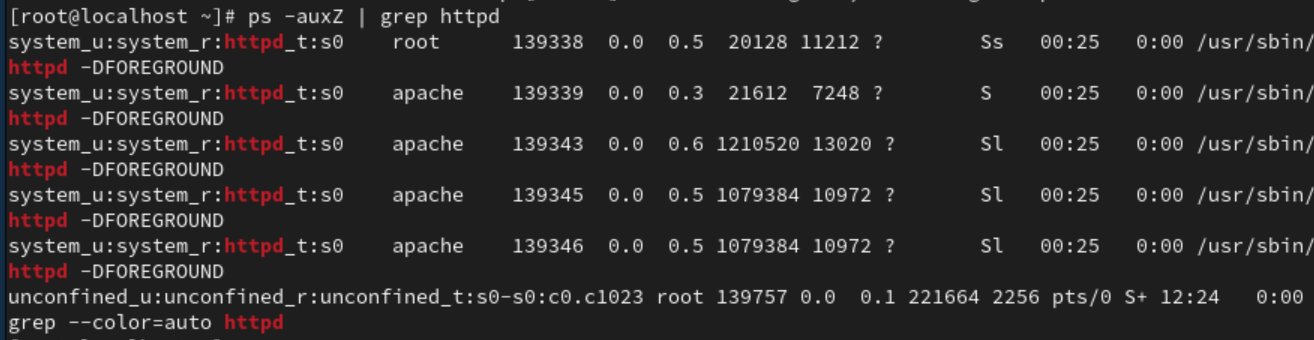 [root@localhost ~]# ps -auxZ | grep httpd
system_u:system_r:httpd_t:s0    root     139338  0.0  0.5  20128 11212 ?        Ss   00:25   0:00 /usr/sbin/
httpd -DFOREGROUND
system_u:system_r:httpd_t:s0    apache   139339  0.0  0.3  21612  7248 ?        S    00:25   0:00 /usr/sbin/
httpd -DFOREGROUND
system_u:system_r:httpd_t:s0    apache   139343  0.0  0.6 1210520 13020 ?       Sl   00:25   0:00 /usr/sbin/
httpd -DFOREGROUND
system_u:system_r:httpd_t:s0    apache   139345  0.0  0.5 1079384 10972 ?       Sl   00:25   0:00 /usr/sbin/
httpd -DFOREGROUND
system_u:system_r:httpd_t:s0    apache   139346  0.0  0.5 1079384 10972 ?       Sl   00:25   0:00 /usr/sbin/
httpd -DFOREGROUND
unconfined_u:unconfined_r:unconfined_t:s0-s0:c0.c1023 root 139757 0.0  0.1 221664 2256 pts/0 S+ 12:24   0:00
grep --color=auto httpd